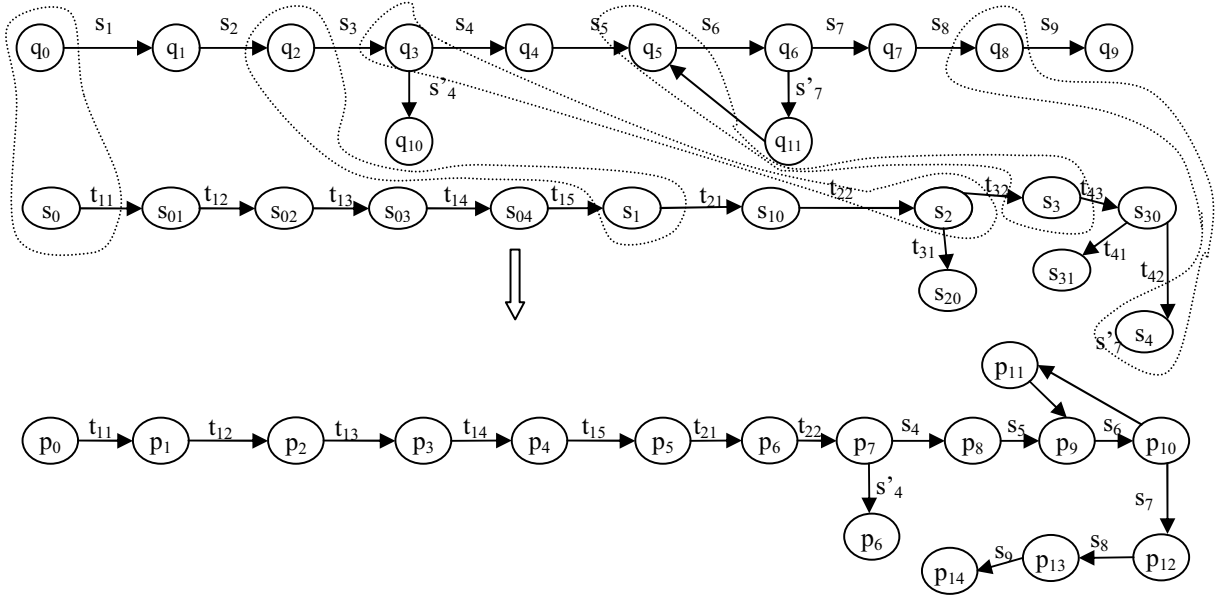 s₁ s₂ s₃ s₄ s₅ s₆ s₇ s₈ s₉
q₀ q₁ q₂ q₃ q₄ q₅ q₆ q₇ q₈ q₉
s’₄ s’₇
q₁₀ q₁₁
t₁₁ t₁₂ t₁₃ t₁₄ t₁₅ t₂₁ t₂₂ t₃₂ t₄₃
s₀ s₀₁ s₀₂ s₀₃ s₀₄ s₁ s₁₀ s₂ s₃ s₃₀
t₃₁ t₄₁ t₄₂
s₂₀ s₃₁
s’₇ s₄
p₁₁
t₁₁ t₁₂ t₁₃ t₁₄ t₁₅ t₂₁ t₂₂ s₄ s₅ s₆
p₀ p₁ p₂ p₃ p₄ p₅ p₆ p₇ p₈ p₉ p₁₀
s’₄ s₇
p₆
s₉ s₈
p₁₄ p₁₃ p₁₂